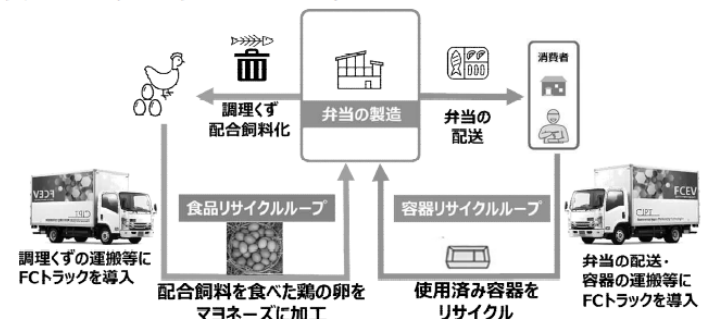 消費者
調理くず
配合飼料化
弁当の製造
弁当の
配送
食品リサイクルループ
容器リサイクルループ
FCEV
CJPT
FCEV
CJPT
調理くずの運搬等に
FCトラックを導入
配合飼料を食べた鶏の卵を
マヨネーズに加工
使用済み容器を
リサイクル
弁当の配送・
容器の運搬等に
FCトラックを導入